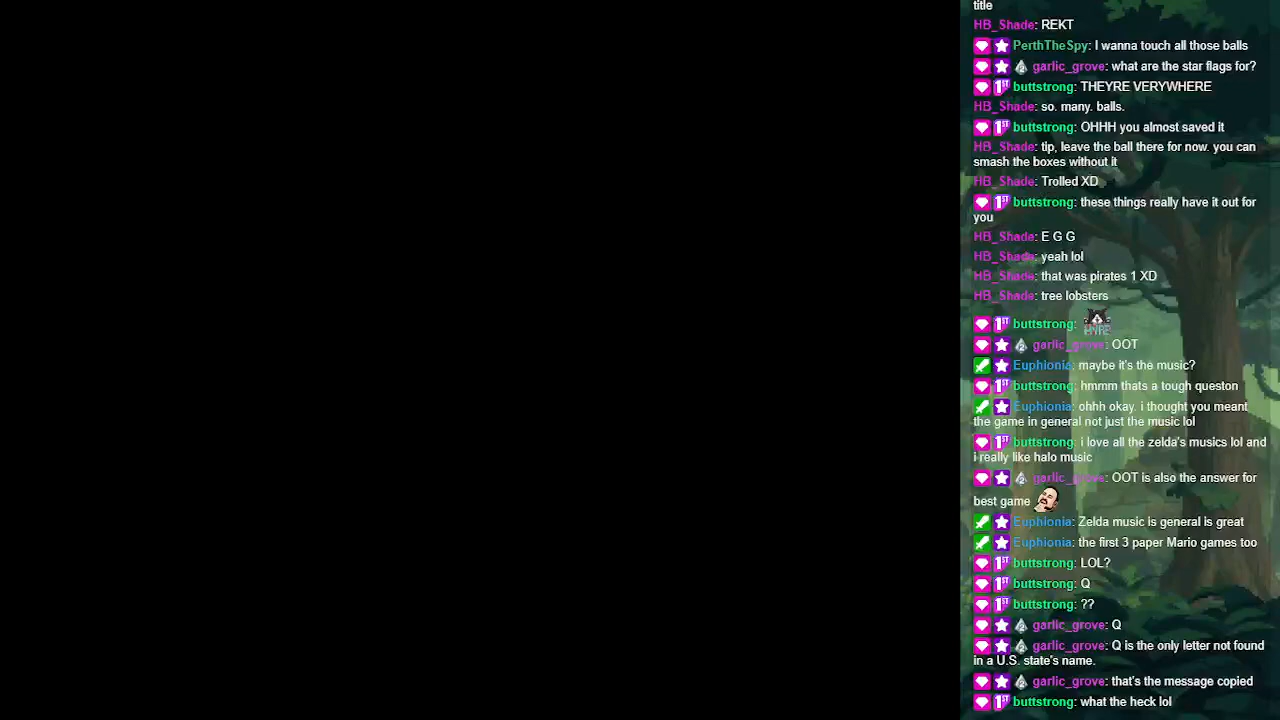 title
HB_Shade: REKT
PerthTheSpy: I wanna touch all those balls
garlic_grove: what are the star flags for?
buttstrong: THEYRE VERYWHERE
HB_Shade: so. many. balls.
buttstrong: OHHH you almost saved it
HB_Shade: tip, leave the ball there for now. you can
smash the boxes without it
HB_Shade: Trolled XD
buttstrong: these things really have it out for
you
HB_Shade: E G G
HB_Shade: yeah lol
HB_Shade: that was pirates 1 XD
HB_Shade: tree lobsters
buttstrong: HYPE
garlic_grove: OOT
Euphionia: maybe it's the music?
buttstrong: hmmm thats a tough queston
Euphionia: ohhh okay. i thought you meant
the game in general not just the music lol
buttstrong: i love all the zelda's musics lol and
i really like halo music
garlic_grove: OOT is also the answer for
best game
Euphionia: Zelda music is general is great
Euphionia: the first 3 paper Mario games too
buttstrong: LOL?
buttstrong: Q
buttstrong: ??
garlic_grove: Q
garlic_grove: Q is the only letter not found
in a U.S. state's name.
garlic_grove: that's the message copied
buttstrong: what the heck lol